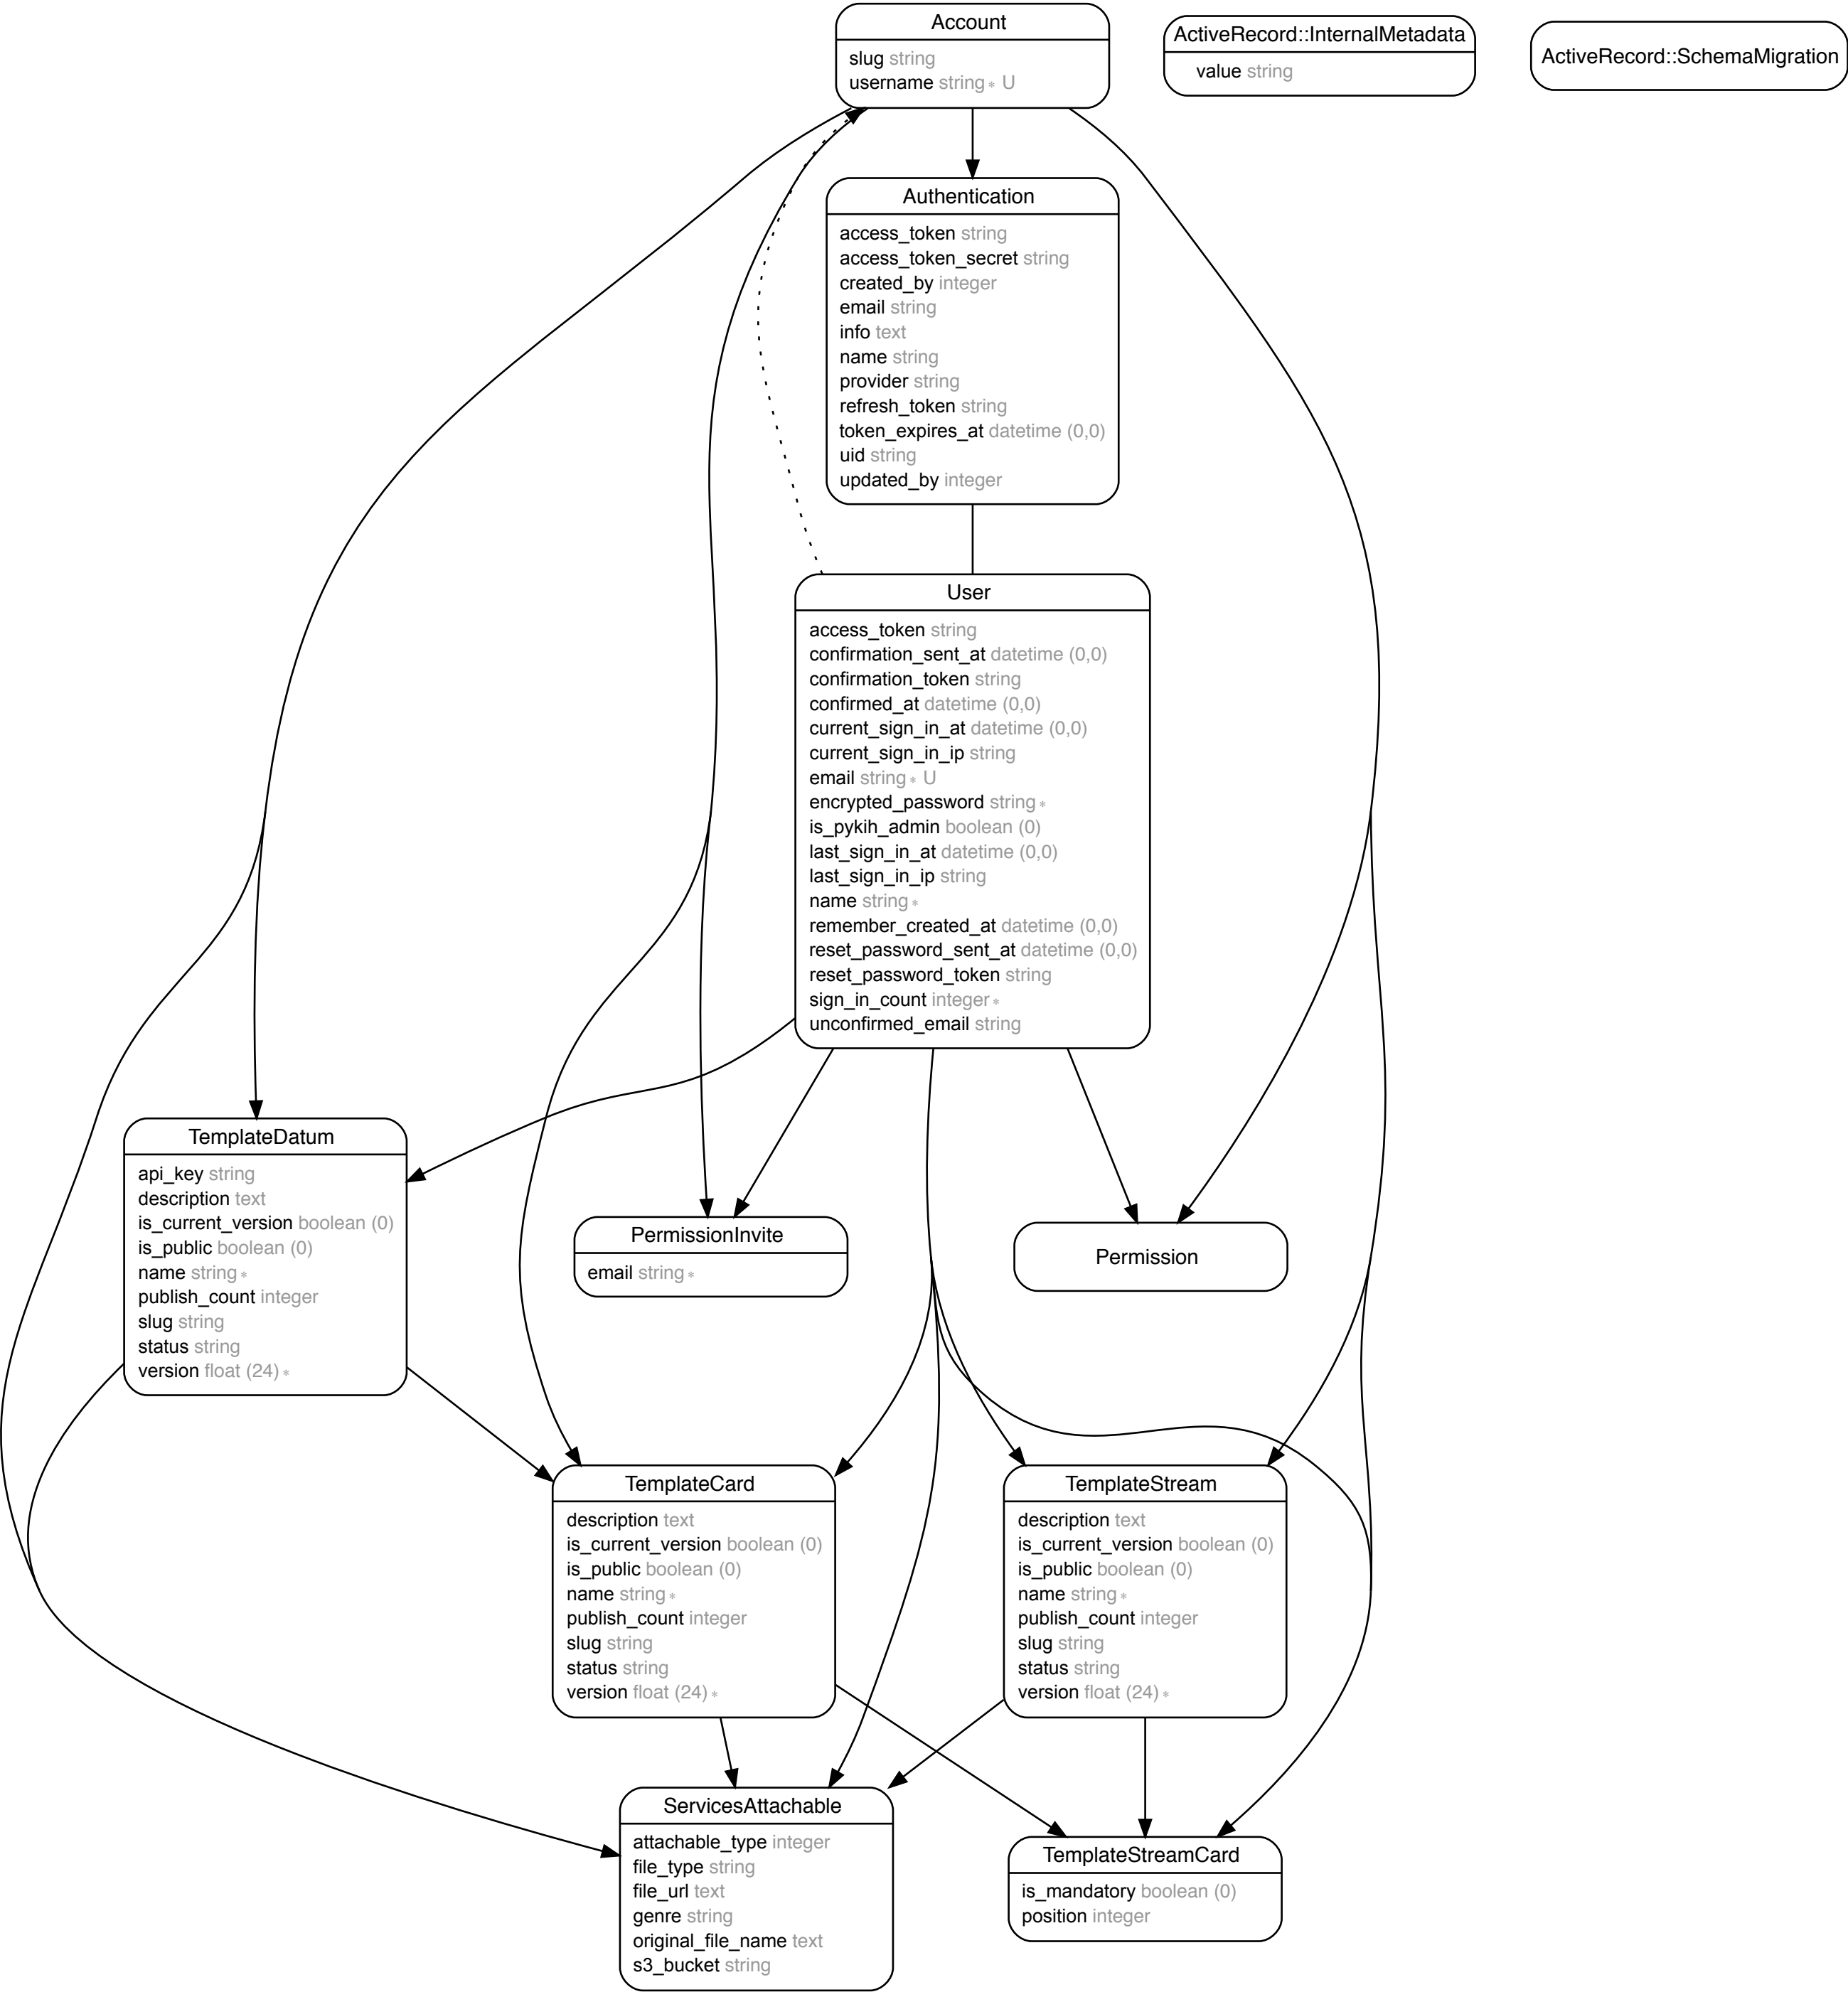 Account
slug string
username string∗ U
ActiveRecord::InternalMetadata
value string
ActiveRecord::SchemaMigration
Authentication
access_token string
access_token_secret string
created_by integer
email string
info text
name string
provider string
refresh_token string
token_expires_at datetime (0,0)
uid string
updated_by integer
User
access_token string
confirmation_sent_at datetime (0,0)
confirmation_token string
confirmed_at datetime (0,0)
current_sign_in_at datetime (0,0)
current_sign_in_ip string
email string∗ U
encrypted_password string∗
is_pykih_admin boolean (0)
last_sign_in_at datetime (0,0)
last_sign_in_ip string
name string∗
remember_created_at datetime (0,0)
reset_password_sent_at datetime (0,0)
reset_password_token string
sign_in_count integer∗
unconfirmed_email string
TemplateDatum
api_key string
description text
is_current_version boolean (0)
is_public boolean (0)
name string∗
publish_count integer
slug string
status string
version float (24)∗
PermissionInvite
email string∗
Permission
TemplateCard
description text
is_current_version boolean (0)
is_public boolean (0)
name string∗
publish_count integer
slug string
status string
version float (24)∗
TemplateStream
description text
is_current_version boolean (0)
is_public boolean (0)
name string∗
publish_count integer
slug string
status string
version float (24)∗
ServicesAttachable
attachable_type integer
file_type string
file_url text
genre string
original_file_name text
s3_bucket string
TemplateStreamCard
is_mandatory boolean (0)
position integer